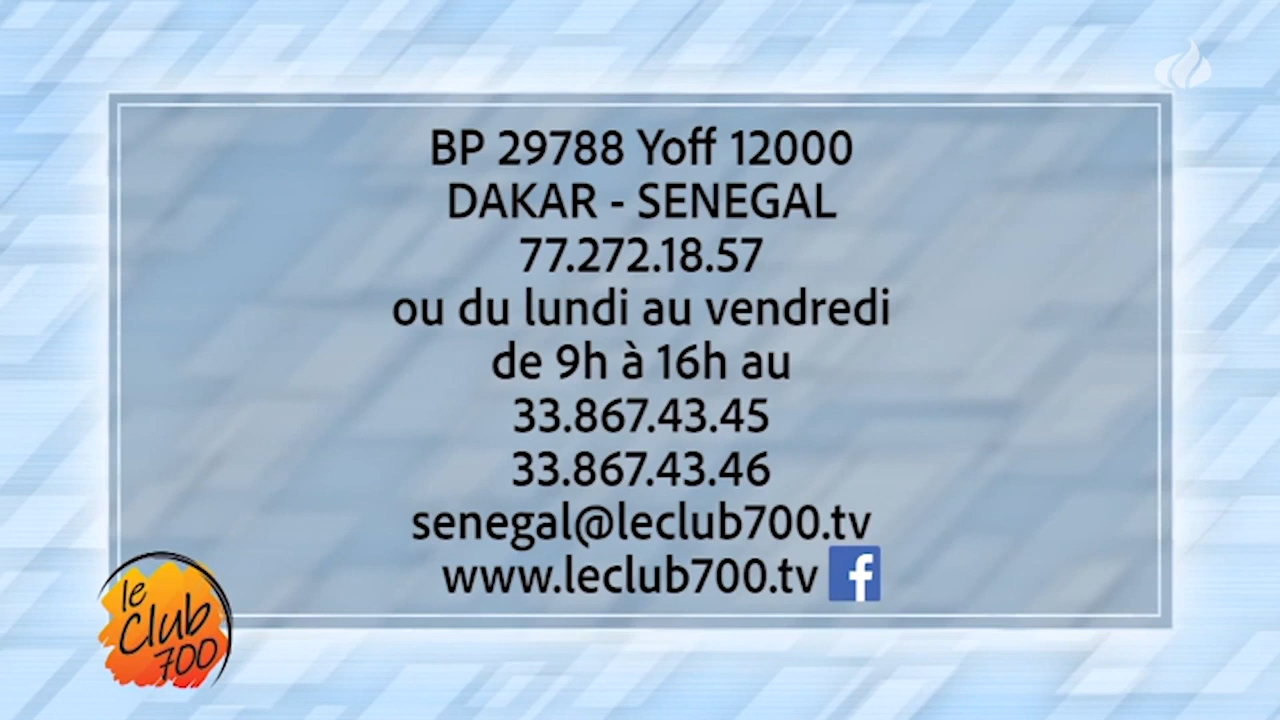 BP 29788 Yoff 12000
DAKAR - SENEGAL
77.272.18.57
ou du lundi au vendredi
de 9h à 16h au
33.867.43.45
33.867.43.46
senegal@leclub700.tv
www.leclub700.tv f
le
Club
700